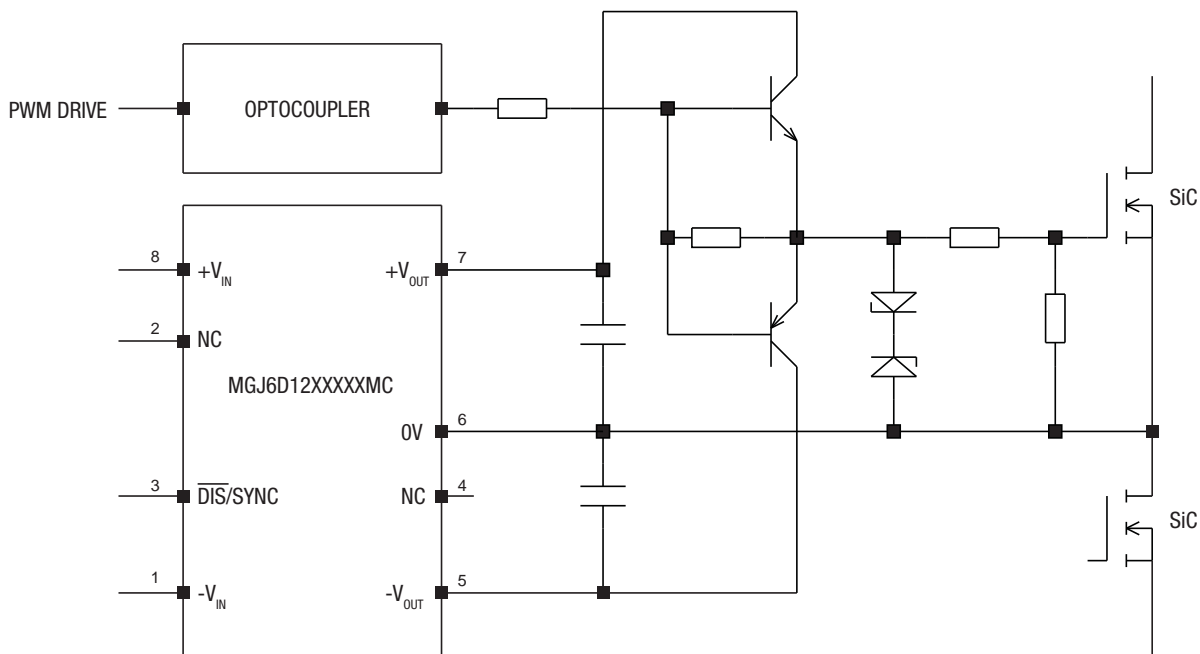 PWM DRIVE
OPTOCOUPLER
SiC
8
+VIN
+VOUT
7
2
NC
MGJ6D12XXXXXMC
0V
6
3
DIS/SYNC
NC
4
SiC
1
-VIN
-VOUT
5